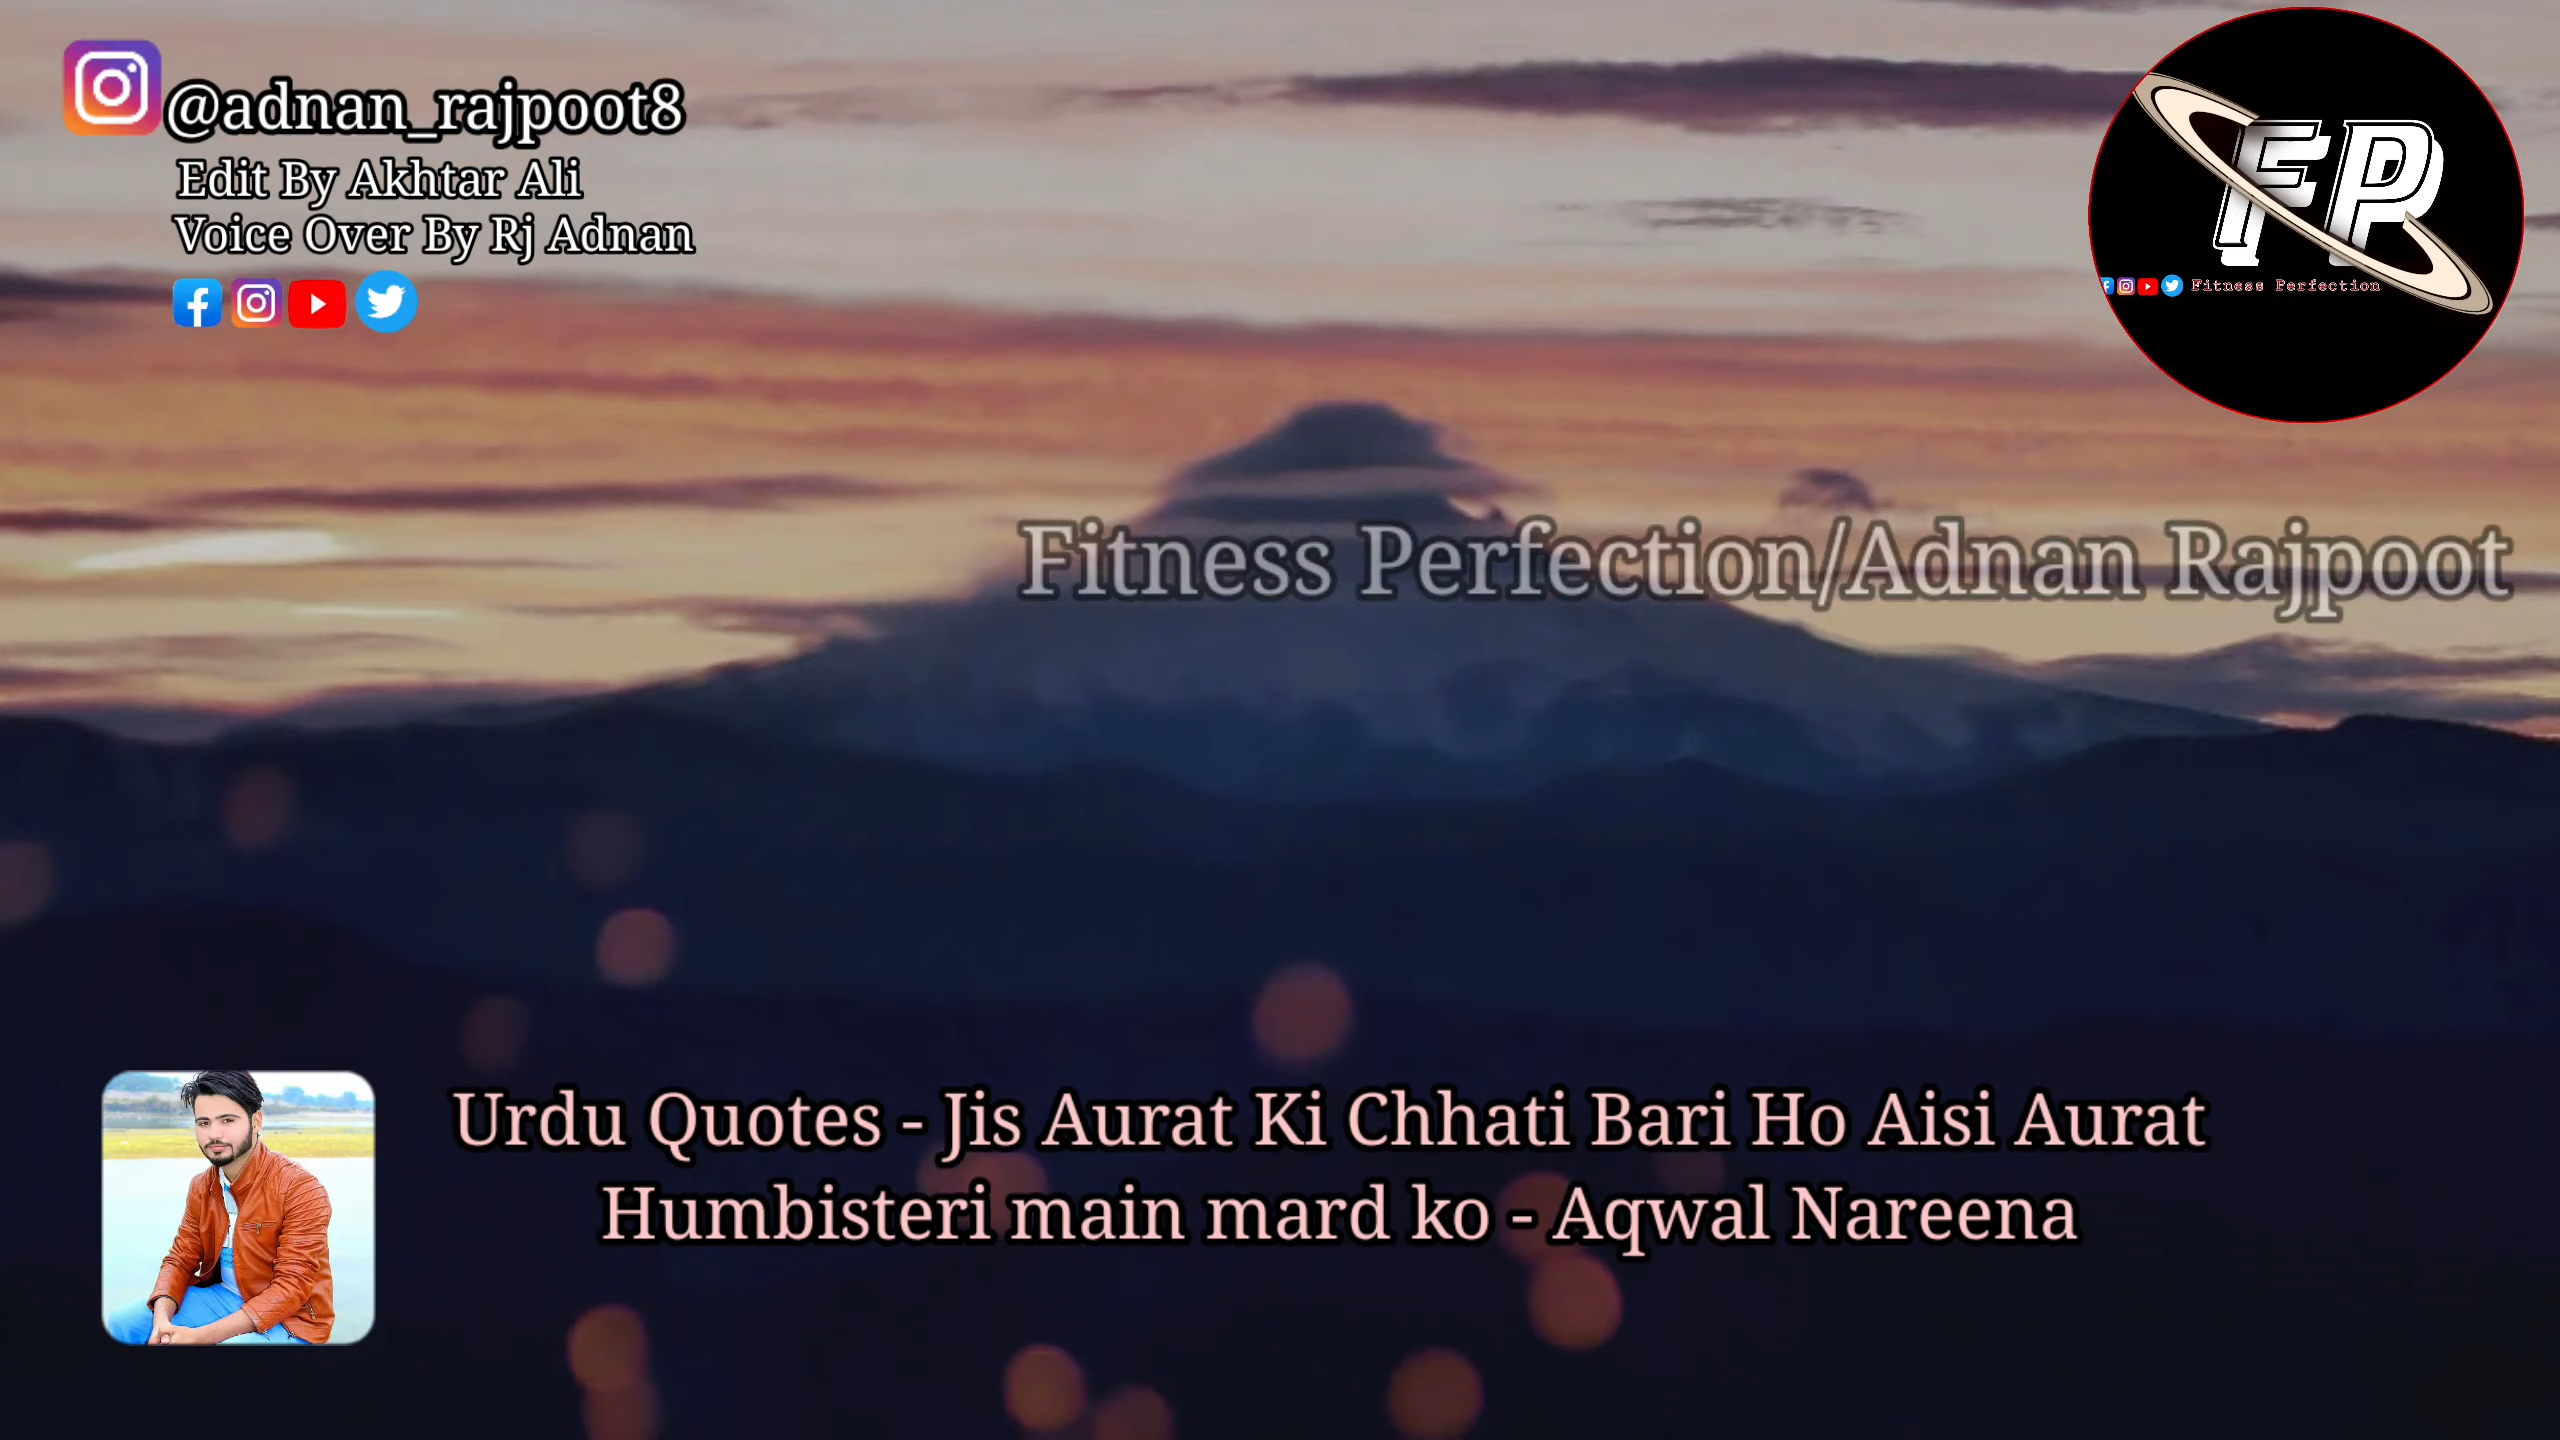 @adnan_rajpoot8
Edit By Akhtar Ali
Voice Over By Rj Adnan
FP
Fitness Perfection
Fitness Perfection/Adnan Rajpoot
Urdu Quotes - Jis Aurat Ki Chhati Bari Ho Aisi Aurat
Humbisteri main mard ko - Aqwal Nareena